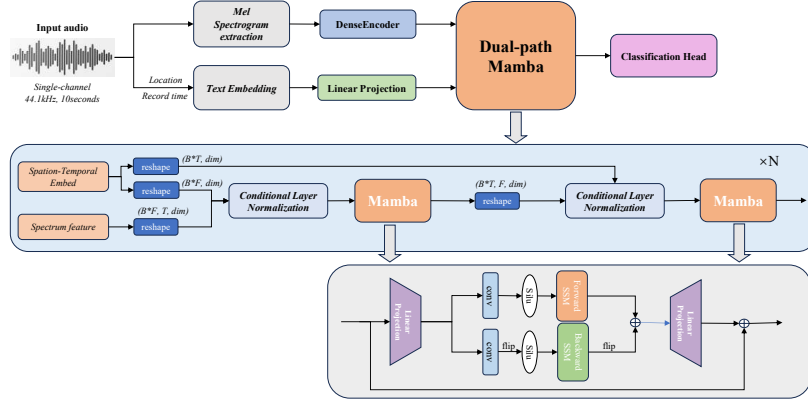 Input audio
Single-channel
44.1kHz, 10seconds
Location
Record time
Mel
Spectrogram
extraction
Text Embedding
DenseEncoder
Linear Projection
Dual-path
Mamba
Classification Head
×N
Spation-Temporal
Embed
reshape
(B*T, dim)
reshape
(B*F, dim)
Spectrum feature
reshape
(B*F, T, dim)
Conditional Layer
Normalization
Mamba
reshape
(B*T, F, dim)
Conditional Layer
Normalization
Mamba
Linear
Projection
conv
Silu
Forward
SSM
conv
flip
Silu
Backward
SSM
flip
Linear
Projection